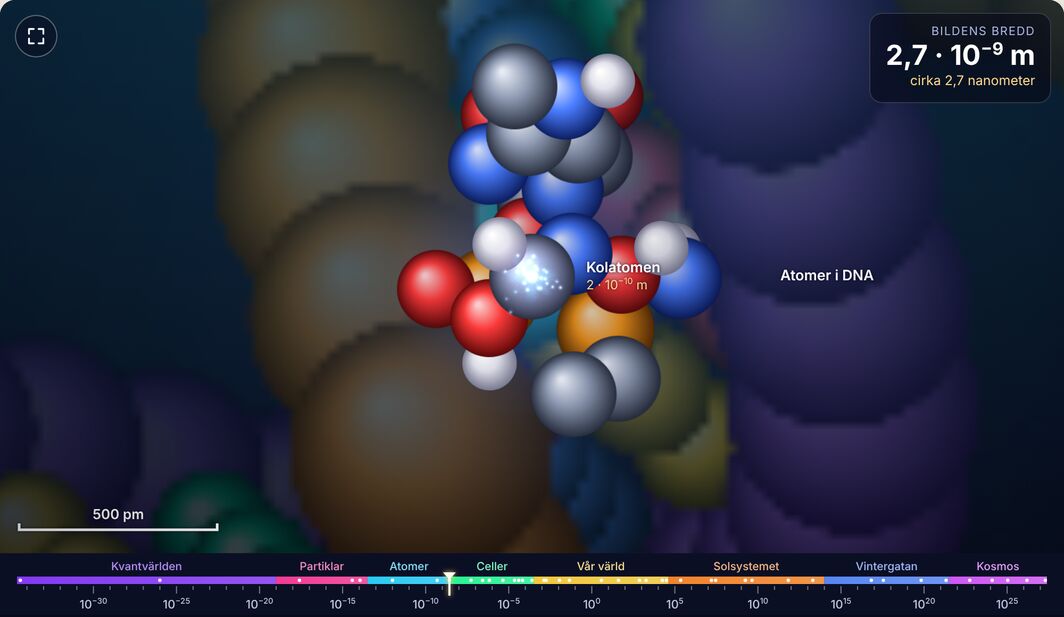 BILDENS BREDD
2,7 · 10⁻⁹ m
cirka 2,7 nanometer
Kolatomen
2 · 10⁻¹⁰ m
Atomer i DNA
500 pm
Kvantvärlden Partiklar Atomer Celler Vår värld Solsystemet Vintergatan Kosmos
10⁻³⁰ 10⁻²⁵ 10⁻²⁰ 10⁻¹⁵ 10⁻¹⁰ 10⁻⁵ 10⁰ 10⁵ 10¹⁰ 10¹⁵ 10²⁰ 10²⁵